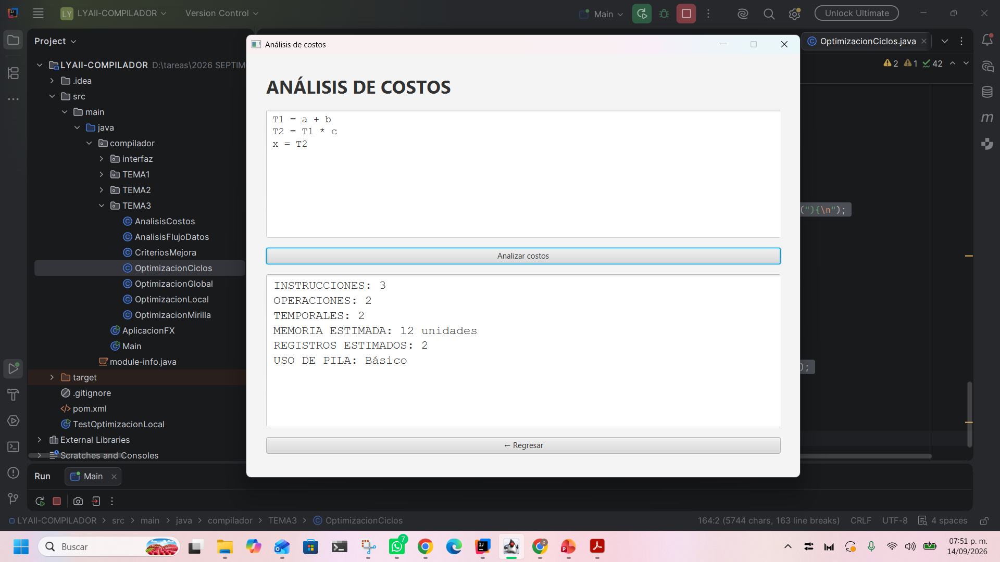 LY LYAII-COMPILADOR Version Control Main Unlock Ultimate
Project
LYAII-COMPILADOR D:\tareas\2026 SEPTIM
.idea
src
main
java
compilador
interfaz
TEMA1
TEMA2
TEMA3
AnalisisCostos
AnalisisFlujoDatos
CriteriosMejora
OptimizacionCiclos
OptimizacionGlobal
OptimizacionLocal
OptimizacionMirilla
AplicacionFX
Main
module-info.java
target
.gitignore
pom.xml
TestOptimizacionLocal
External Libraries
Scratches and Consoles
Análisis de costos
ANÁLISIS DE COSTOS
T1 = a + b
T2 = T1 * c
x = T2
Analizar costos
INSTRUCCIONES: 3
OPERACIONES: 2
TEMPORALES: 2
MEMORIA ESTIMADA: 12 unidades
REGISTROS ESTIMADOS: 2
USO DE PILA: Básico
← Regresar
OptimizacionCiclos.java
2 1 42
("){\n");
);
Run Main
LYAII-COMPILADOR > src > main > java > compilador > TEMA3 > OptimizacionCiclos 164:2 (5744 chars, 163 line breaks) CRLF UTF-8 4 spaces
Buscar
7
07:51 p. m.
14/09/2026